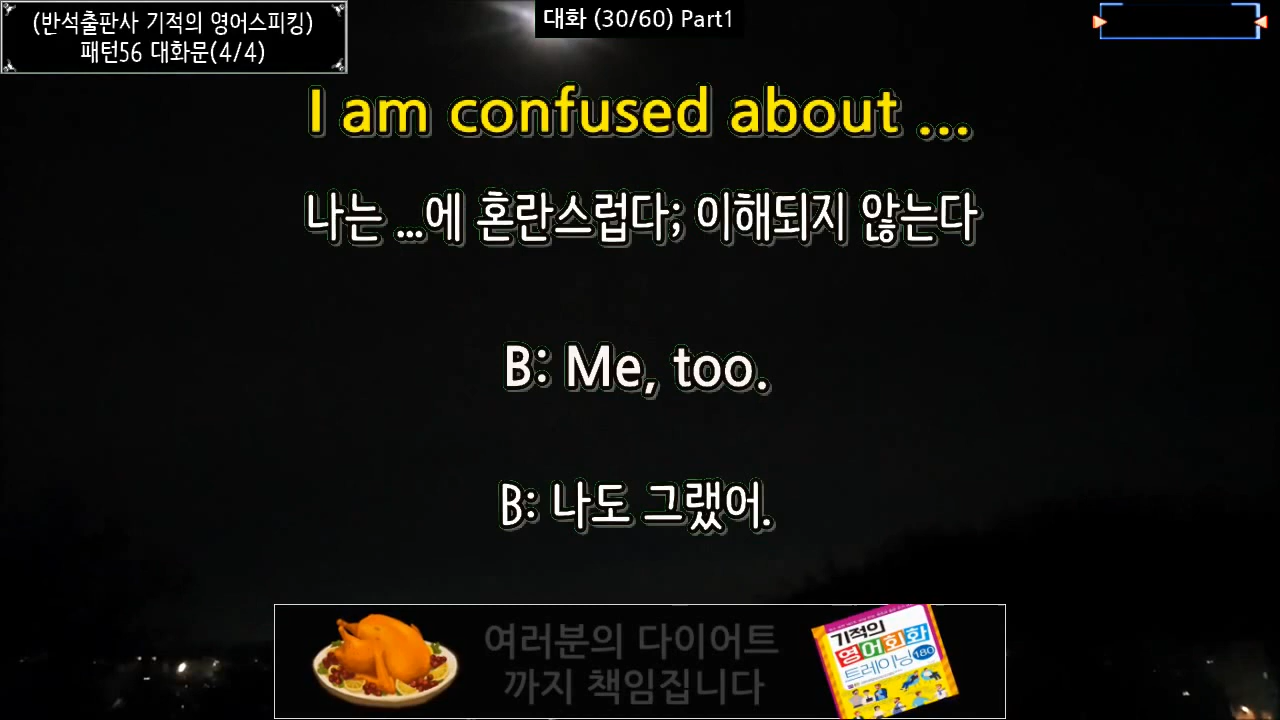 (반석출판사 기적의 영어스피킹)
패턴56 대화문(4/4)
대화 (30/60) Part1
I am confused about ...
나는 ...에 혼란스럽다; 이해되지 않는다
B: Me, too.
B: 나도 그랬어.
여러분의 다이어트
까지 책임집니다
기적의
영어회화
트레이닝 180